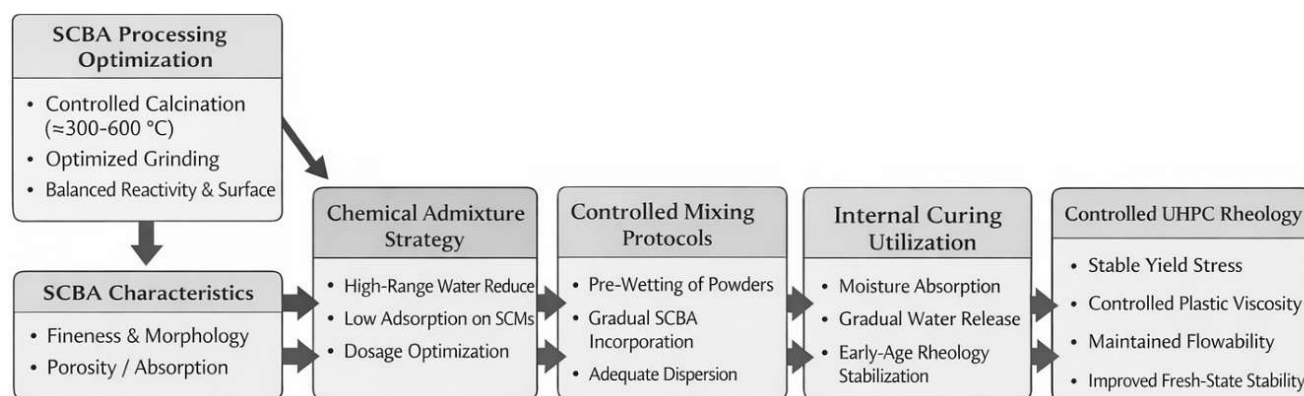 SCBA Processing
Optimization
• Controlled Calcination
(≈300-600 °C)
• Optimized Grinding
• Balanced Reactivity & Surface
SCBA Characteristics
• Fineness & Morphology
• Porosity / Absorption
Chemical Admixture
Strategy
• High-Range Water Reduce
• Low Adsorption on SCMs
• Dosage Optimization
Controlled Mixing
Protocols
• Pre-Wetting of Powders
• Gradual SCBA
Incorporation
• Adequate Dispersion
Internal Curing
Utilization
• Moisture Absorption
• Gradual Water Release
• Early-Age Rheology
Stabilization
Controlled UHPC Rheology
• Stable Yield Stress
• Controlled Plastic Viscosity
• Maintained Flowability
• Improved Fresh-State Stability